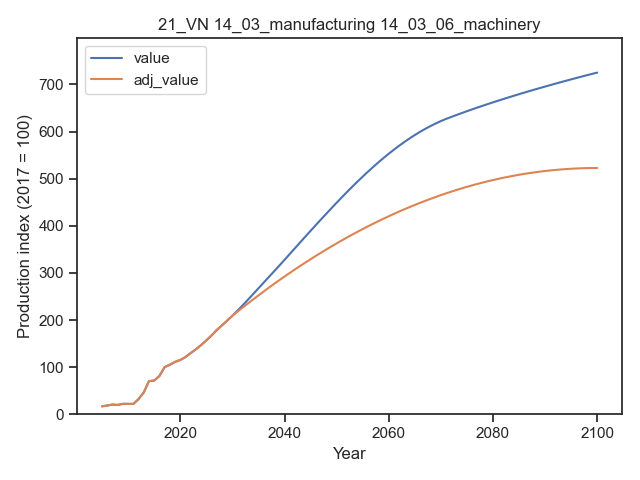 21_VN 14_03_manufacturing 14_03_06_machinery
value
adj_value
Production index (2017 = 100)
700
600
500
400
300
200
100
0
2020 2040 2060 2080 2100
Year